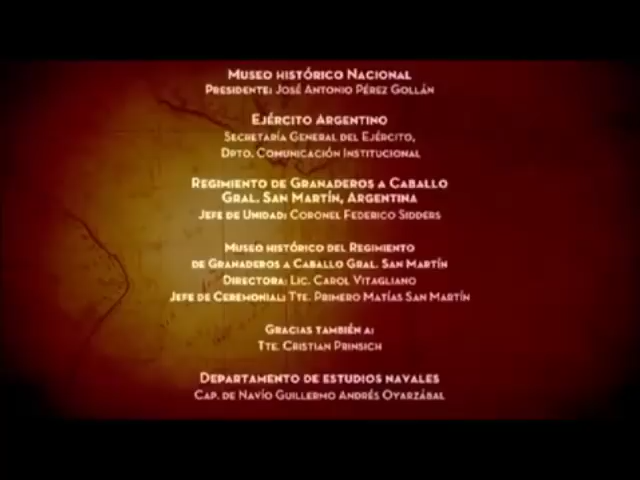 MUSEO HISTÓRICO NACIONAL
PRESIDENTE: JOSÉ ANTONIO PÉREZ GOLLÁN
EJÉRCITO ARGENTINO
SECRETARÍA GENERAL DEL EJÉRCITO,
DPTO. COMUNICACIÓN INSTITUCIONAL
REGIMIENTO DE GRANADEROS A CABALLO
GRAL. SAN MARTÍN, ARGENTINA
JEFE DE UNIDAD: CORONEL FEDERICO SIDDERS
MUSEO HISTÓRICO DEL REGIMIENTO
DE GRANADEROS A CABALLO GRAL. SAN MARTÍN
DIRECTORA: LIC. CAROL VITAGLIANO
JEFE DE CEREMONIAL: TTE. PRIMERO MATÍAS SAN MARTÍN
GRACIAS TAMBIÉN A:
TTE. CRISTIAN PRINSICH
DEPARTAMENTO DE ESTUDIOS NAVALES
CAP. DE NAVÍO GUILLERMO ANDRÉS OYARZÁBAL